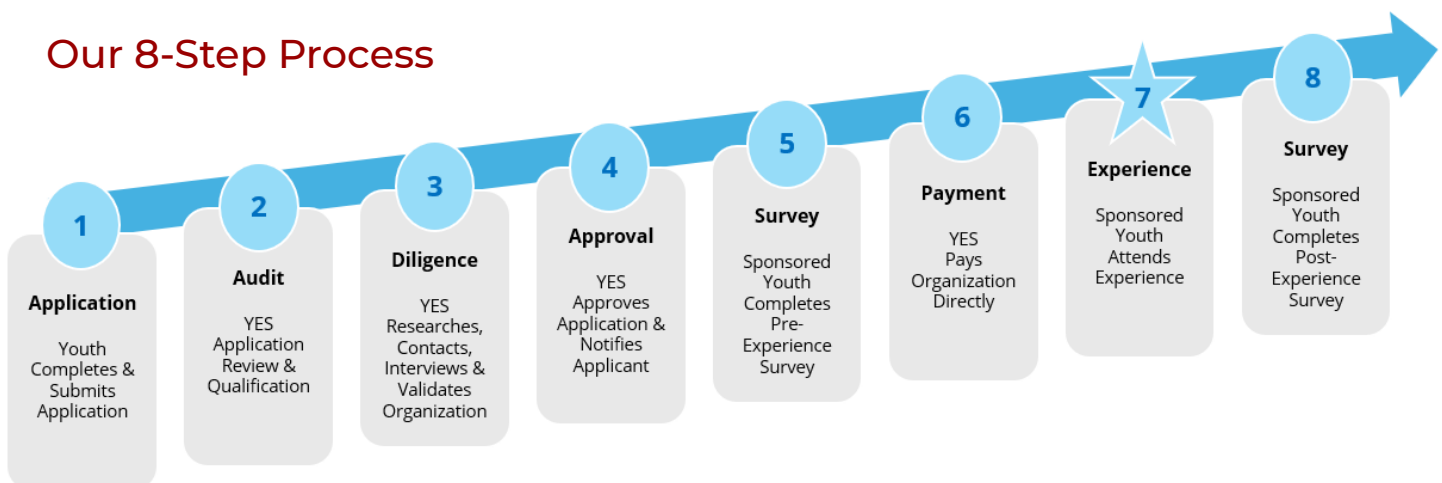 Our 8-Step Process
1
Application
Youth
Completes &
Submits
Application
2
Audit
YES
Application
Review &
Qualification
3
Diligence
YES
Researches,
Contacts,
Interviews &
Validates
Organization
4
Approval
YES
Approves
Application &
Notifies
Applicant
5
Survey
Sponsored
Youth
Completes
Pre-
Experience
Survey
6
Payment
YES
Pays
Organization
Directly
7
Experience
Sponsored
Youth
Attends
Experience
8
Survey
Sponsored
Youth
Completes
Post-
Experience
Survey